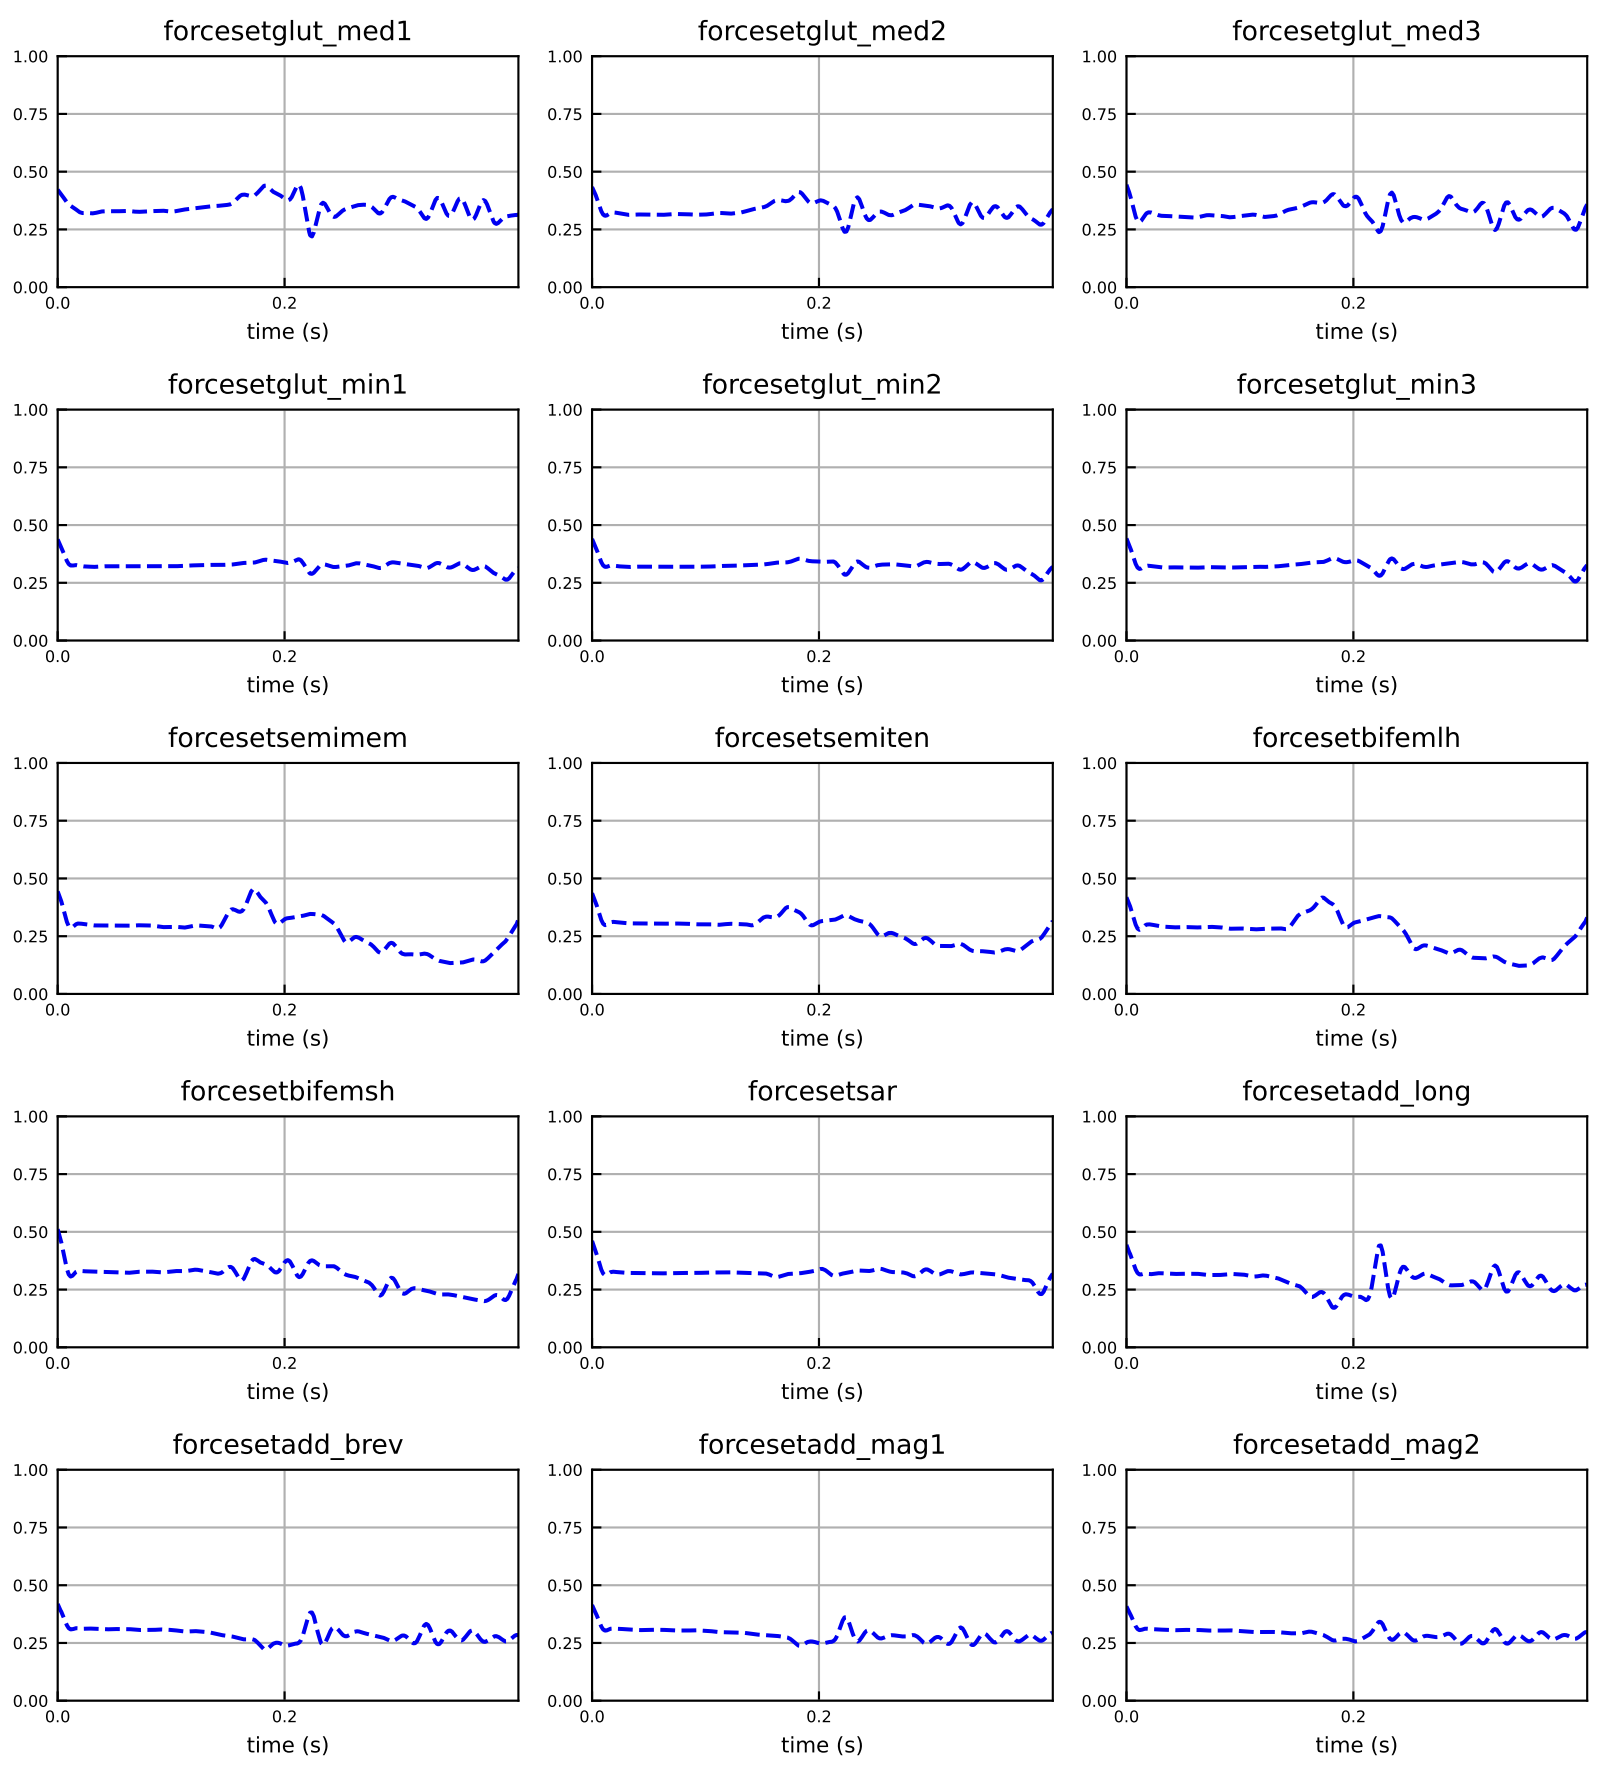 forcesetglut_med1 forcesetglut_med2 forcesetglut_med3
1.00 1.00 1.00
0.75 0.75 0.75
0.50 0.50 0.50
0.25 0.25 0.25
0.00 0.00 0.00
0.0 0.2 0.0 0.2 0.0 0.2
time (s) time (s) time (s)
forcesetglut_min1 forcesetglut_min2 forcesetglut_min3
1.00 1.00 1.00
0.75 0.75 0.75
0.50 0.50 0.50
0.25 0.25 0.25
0.00 0.00 0.00
0.0 0.2 0.0 0.2 0.0 0.2
time (s) time (s) time (s)
forcesetsemimem forcesetsemiten forcesetbifemlh
1.00 1.00 1.00
0.75 0.75 0.75
0.50 0.50 0.50
0.25 0.25 0.25
0.00 0.00 0.00
0.0 0.2 0.0 0.2 0.0 0.2
time (s) time (s) time (s)
forcesetbifemsh forcesetsar forcesetadd_long
1.00 1.00 1.00
0.75 0.75 0.75
0.50 0.50 0.50
0.25 0.25 0.25
0.00 0.00 0.00
0.0 0.2 0.0 0.2 0.0 0.2
time (s) time (s) time (s)
forcesetadd_brev forcesetadd_mag1 forcesetadd_mag2
1.00 1.00 1.00
0.75 0.75 0.75
0.50 0.50 0.50
0.25 0.25 0.25
0.00 0.00 0.00
0.0 0.2 0.0 0.2 0.0 0.2
time (s) time (s) time (s)